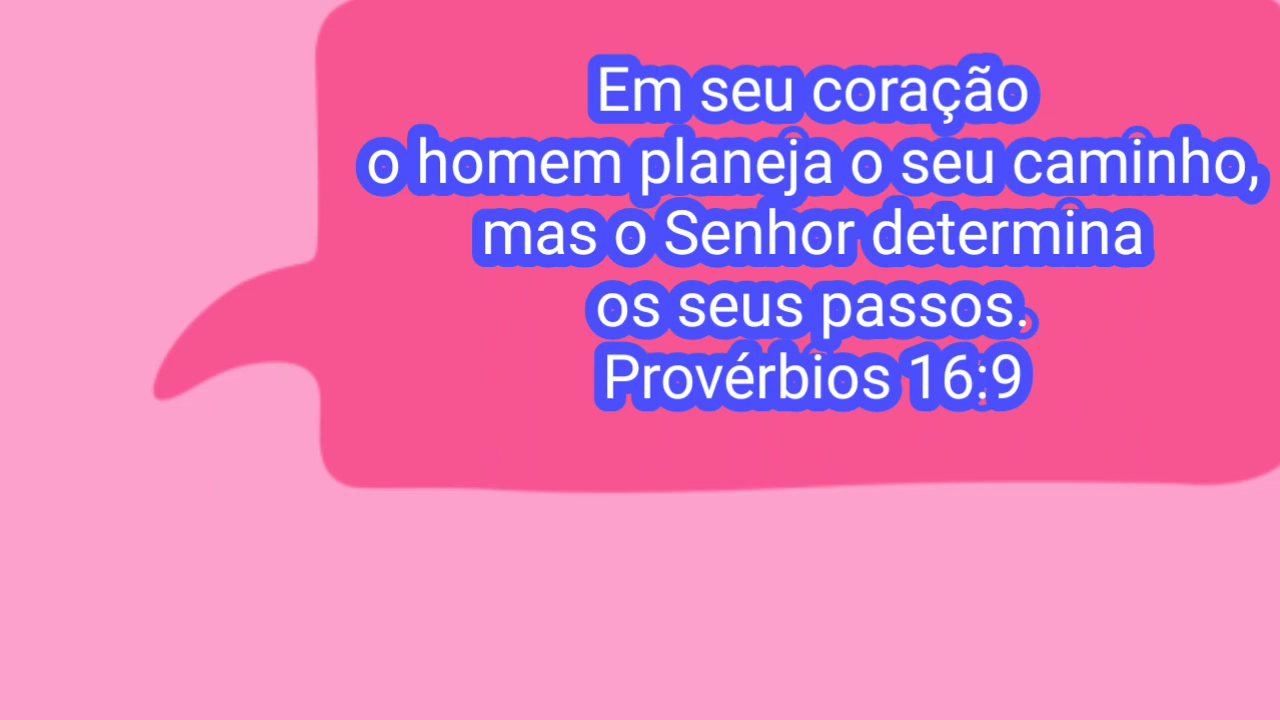 Em seu coração
o homem planeja o seu caminho,
mas o Senhor determina
os seus passos.
Provérbios 16:9